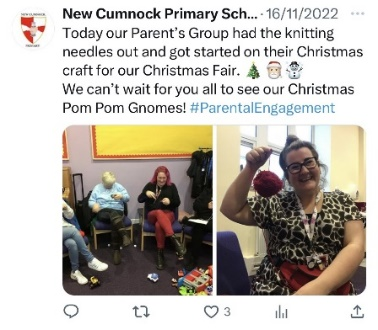 New Cumnock Primary Sch... · 16/11/2022 ...
Today our Parent's Group had the knitting
needles out and got started on their Christmas
craft for our Christmas Fair. 🎄🎅⛄
We can't wait for you all to see our Christmas
Pom Pom Gnomes! #ParentalEngagement
3